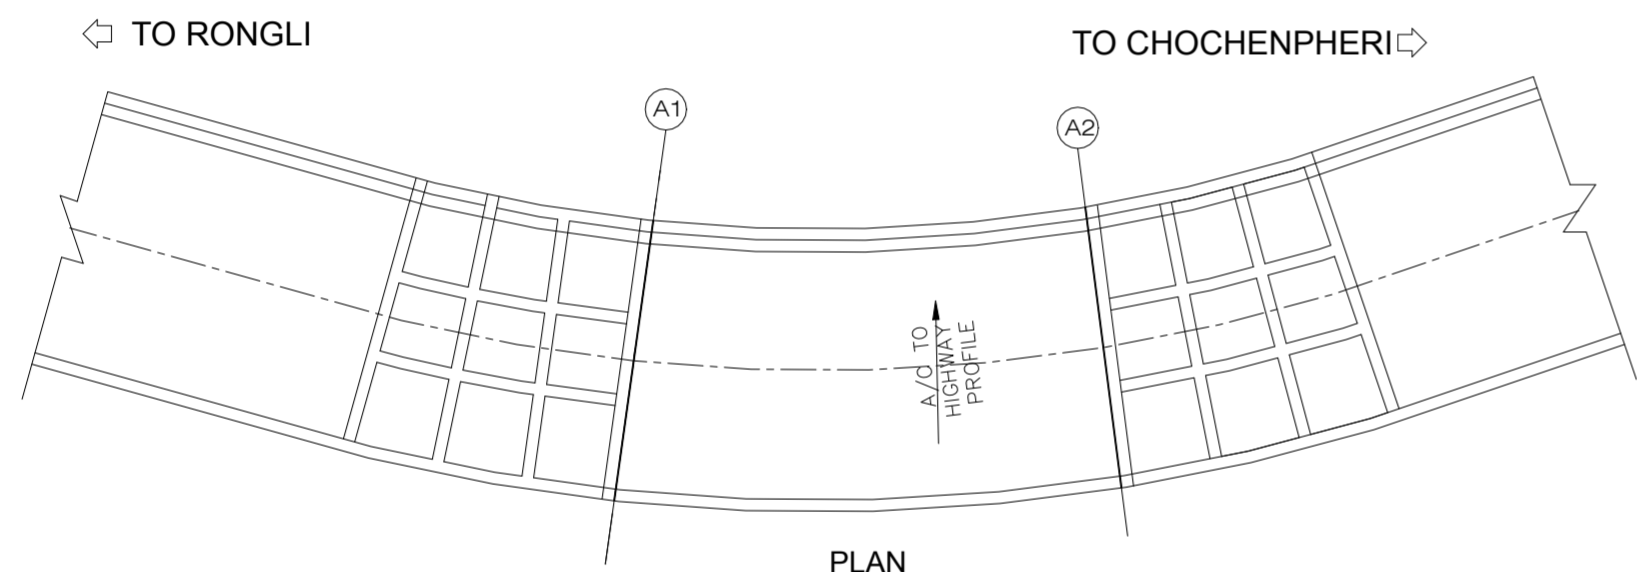 TO RONGLI
TO CHOCHENPHERI
A1
A2
A/C TO
HIGHWAY
PROFILE
PLAN